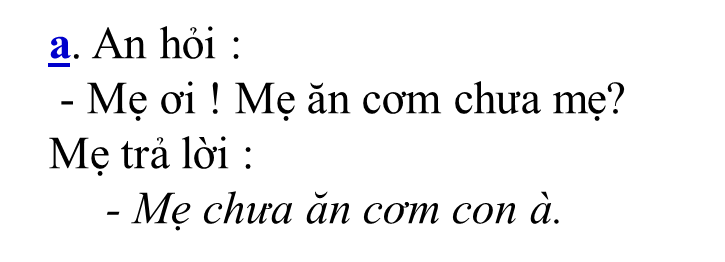 a. An hỏi :
- Mẹ ơi ! Mẹ ăn cơm chưa mẹ?
Mẹ trả lời :
- Mẹ chưa ăn cơm con à.